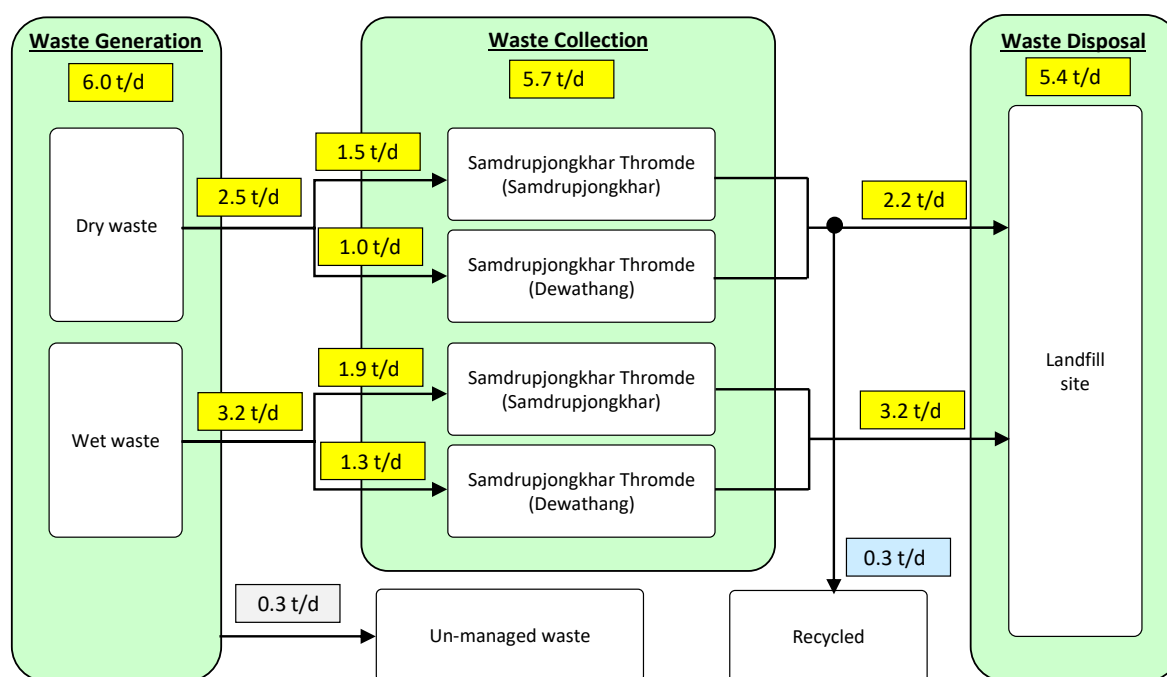 Waste Generation
6.0 t/d
Dry waste
2.5 t/d
Wet waste
3.2 t/d
Waste Collection
5.7 t/d
1.5 t/d
Samdrupjongkhar Thromde
(Samdrupjongkhar)
1.0 t/d
Samdrupjongkhar Thromde
(Dewathang)
1.9 t/d
Samdrupjongkhar Thromde
(Samdrupjongkhar)
1.3 t/d
Samdrupjongkhar Thromde
(Dewathang)
2.2 t/d
3.2 t/d
Waste Disposal
5.4 t/d
Landfill
site
0.3 t/d
Un-managed waste
0.3 t/d
Recycled